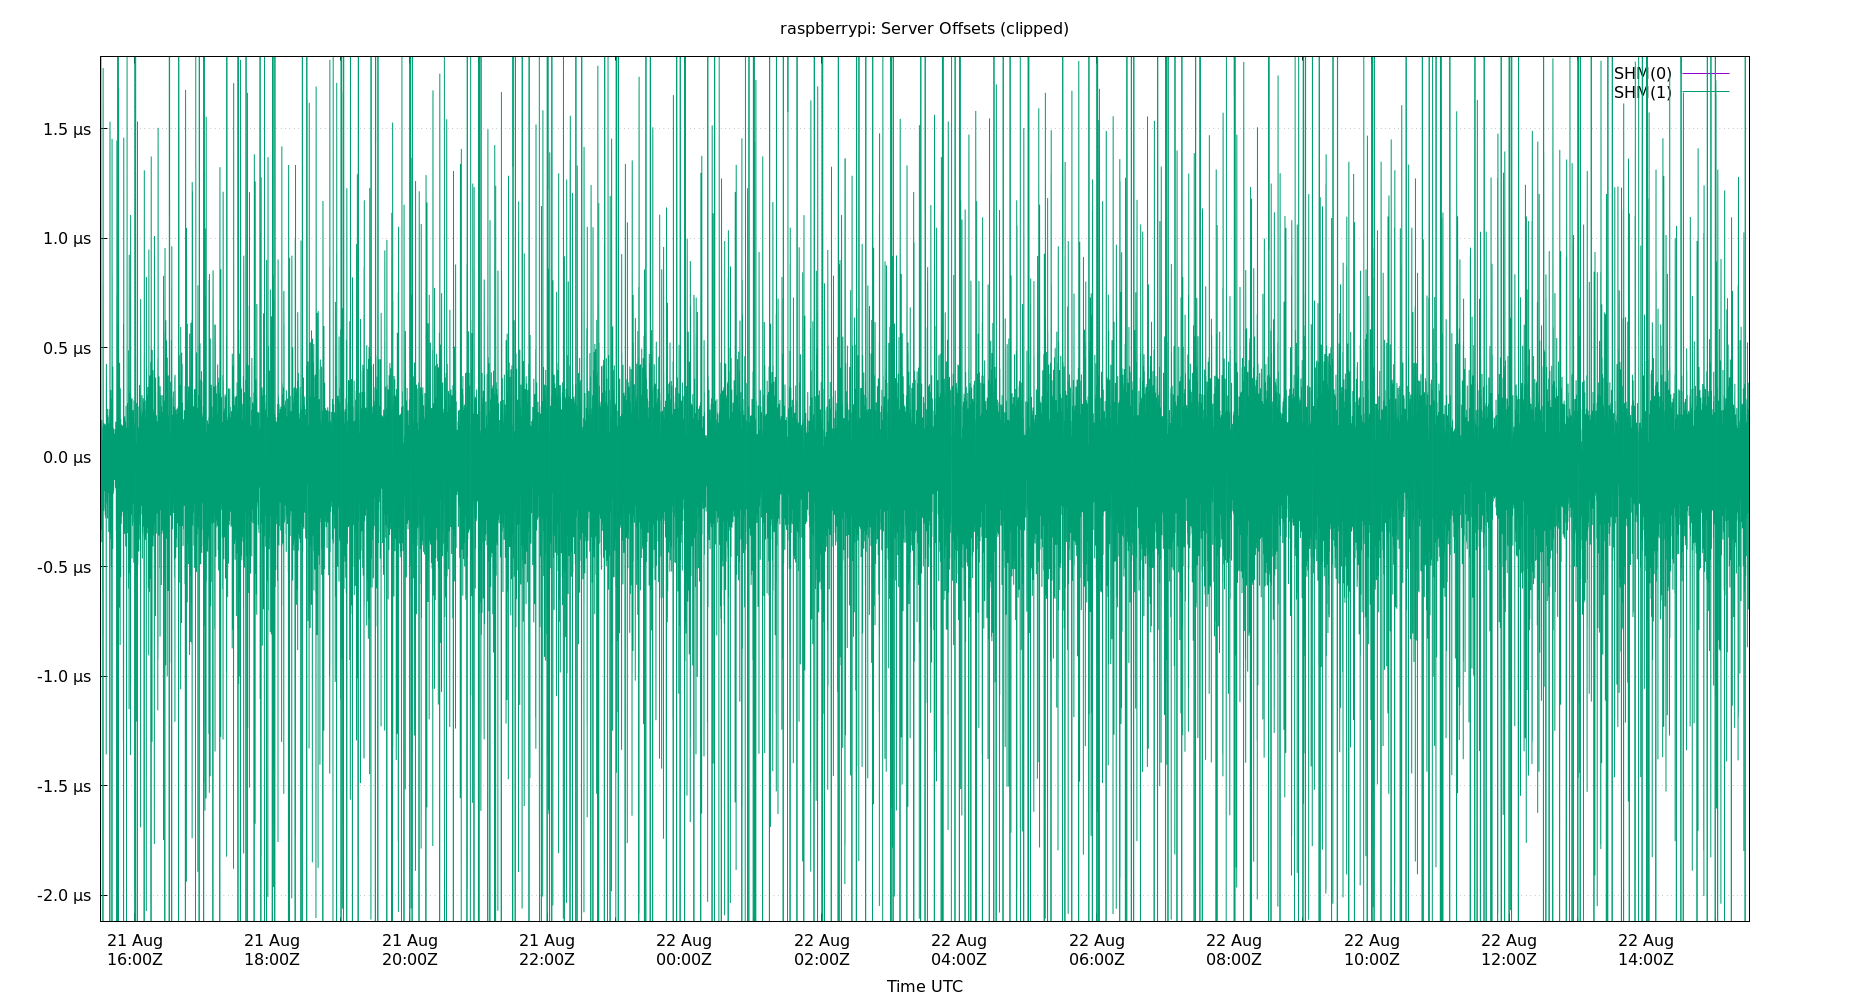 raspberrypi: Server Offsets (clipped)
SHM(0)
SHM(1)
1.5 µs
1.0 µs
0.5 µs
0.0 µs
-0.5 µs
-1.0 µs
-1.5 µs
-2.0 µs
21 Aug 21 Aug 21 Aug 21 Aug 22 Aug 22 Aug 22 Aug 22 Aug 22 Aug 22 Aug 22 Aug 22 Aug
16:00Z 18:00Z 20:00Z 22:00Z 00:00Z 02:00Z 04:00Z 06:00Z 08:00Z 10:00Z 12:00Z 14:00Z
Time UTC